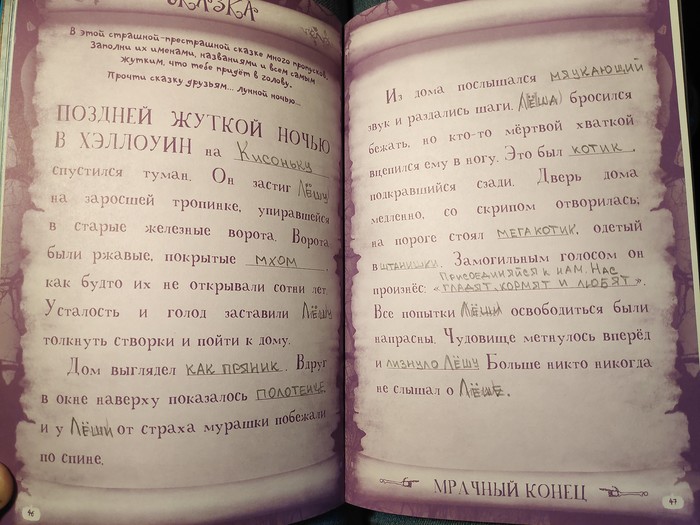 СКАЗКА
В этой страшной-престрашной сказке много пропусков.
Заполни их именами, названиями и всем самым
жутким, что тебе придёт в голову.
Прочти сказку друзьям... лунной ночью...
ПОЗДНЕЙ ЖУТКОЙ НОЧЬЮ
В ХЭЛЛОУИН на Кисоньку
спустился туман. Он застиг Лёшу
на заросшей тропинке, упиравшейся
в старые железные ворота. Ворота
были ржавые, покрытые мхом,
как будто их не открывали сотни лет.
Усталость и голод заставили Лёшу
толкнуть створки и пойти к дому.
Дом выглядел как пряник. Вдруг
в окне наверху показалось полотенце
и у Лёши от страха мурашки побежали
по спине.
46
Из дома послышался мяукающий
звук и раздались шаги. Лёша бросился
бежать, но кто-то мёртвой хваткой
вцепился ему в ногу. Это был котик,
подкравшийся сзади. Дверь дома
медленно, со скрипом отворилась;
на пороге стоял мегакотик, одетый
в штанишки. Замогильным голосом он
произнёс: «Присоединяйся к нам. Нас
гладят, кормят и любят».
Все попытки Лёши освободиться были
напрасны. Чудовище метнулось вперёд
и лизнуло Лёшу Больше никто никогда
не слышал о Лёше.
МРАЧНЫЙ КОНЕЦ
47